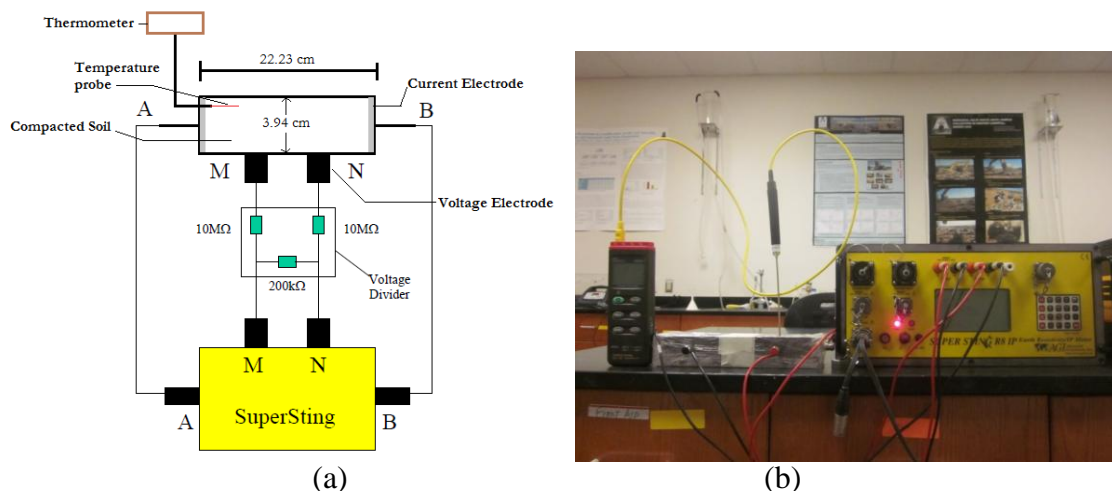 Thermometer
22.23 cm
Temperature
probe
Current Electrode
A
B
3.94 cm
Compacted Soil
M
N
Voltage Electrode
10MΩ
10MΩ
Voltage
Divider
200kΩ
M
N
A
SuperSting
B
SUPER STING R8 IP
(a)
(b)